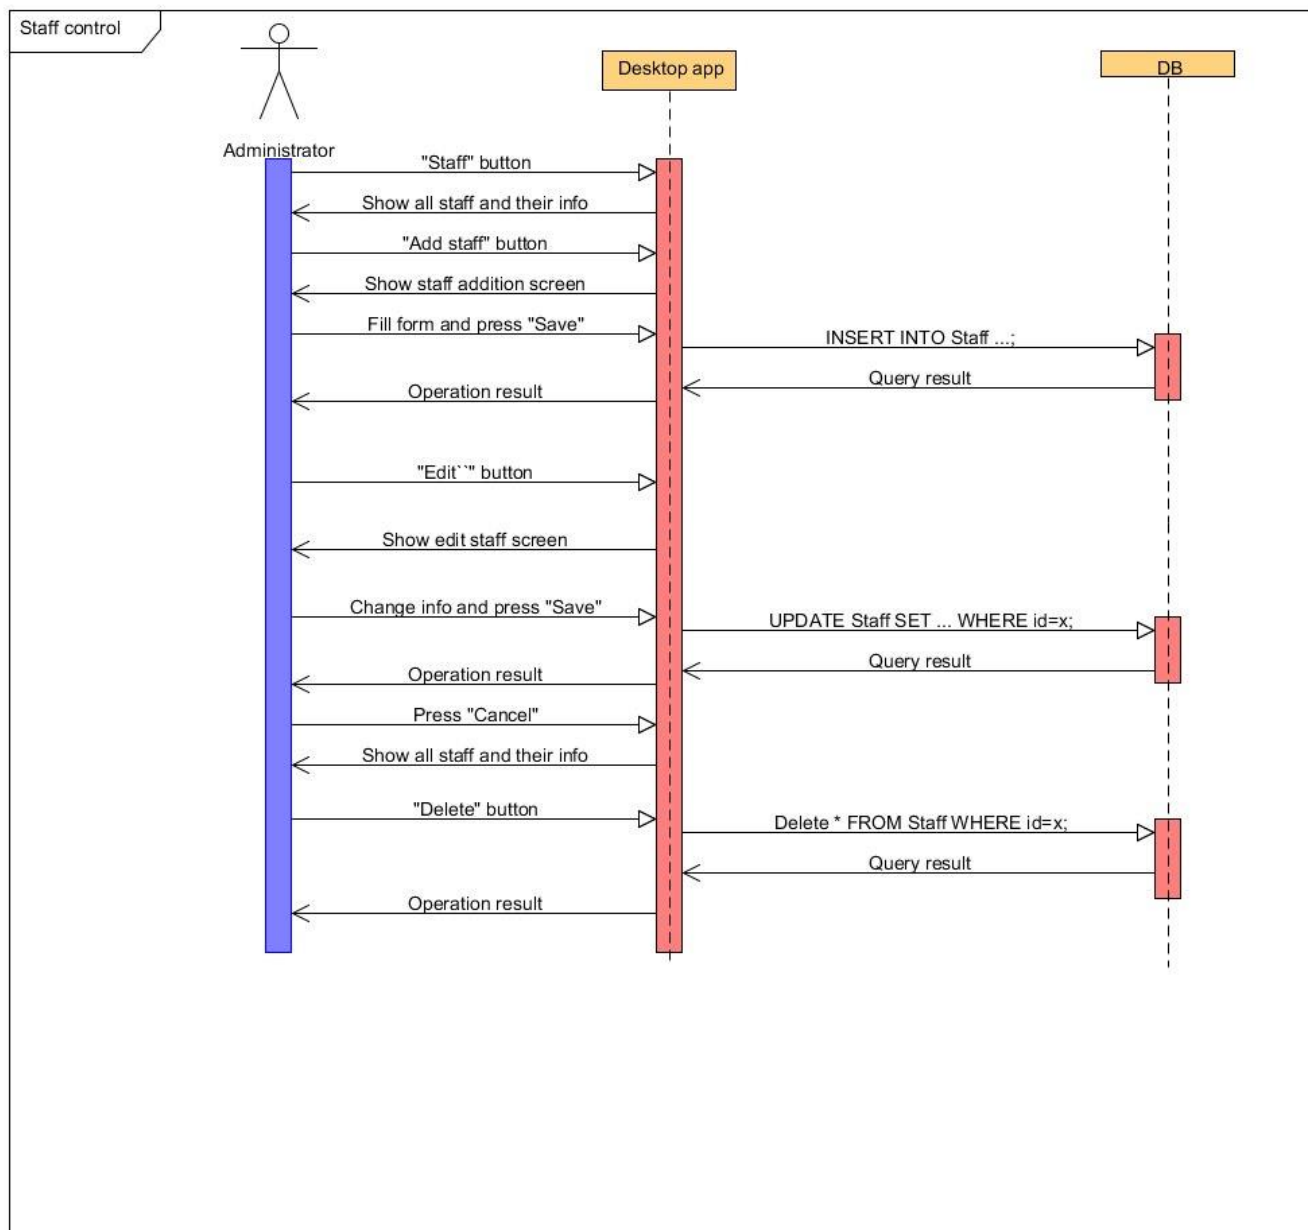 Staff control
Administrator
Desktop app
DB
"Staff" button
Show all staff and their info
"Add staff" button
Show staff addition screen
Fill form and press "Save"
INSERT INTO Staff ...;
Query result
Operation result
"Edit``" button
Show edit staff screen
Change info and press "Save"
UPDATE Staff SET ... WHERE id=x;
Query result
Operation result
Press "Cancel"
Show all staff and their info
"Delete" button
Delete * FROM Staff WHERE id=x;
Query result
Operation result